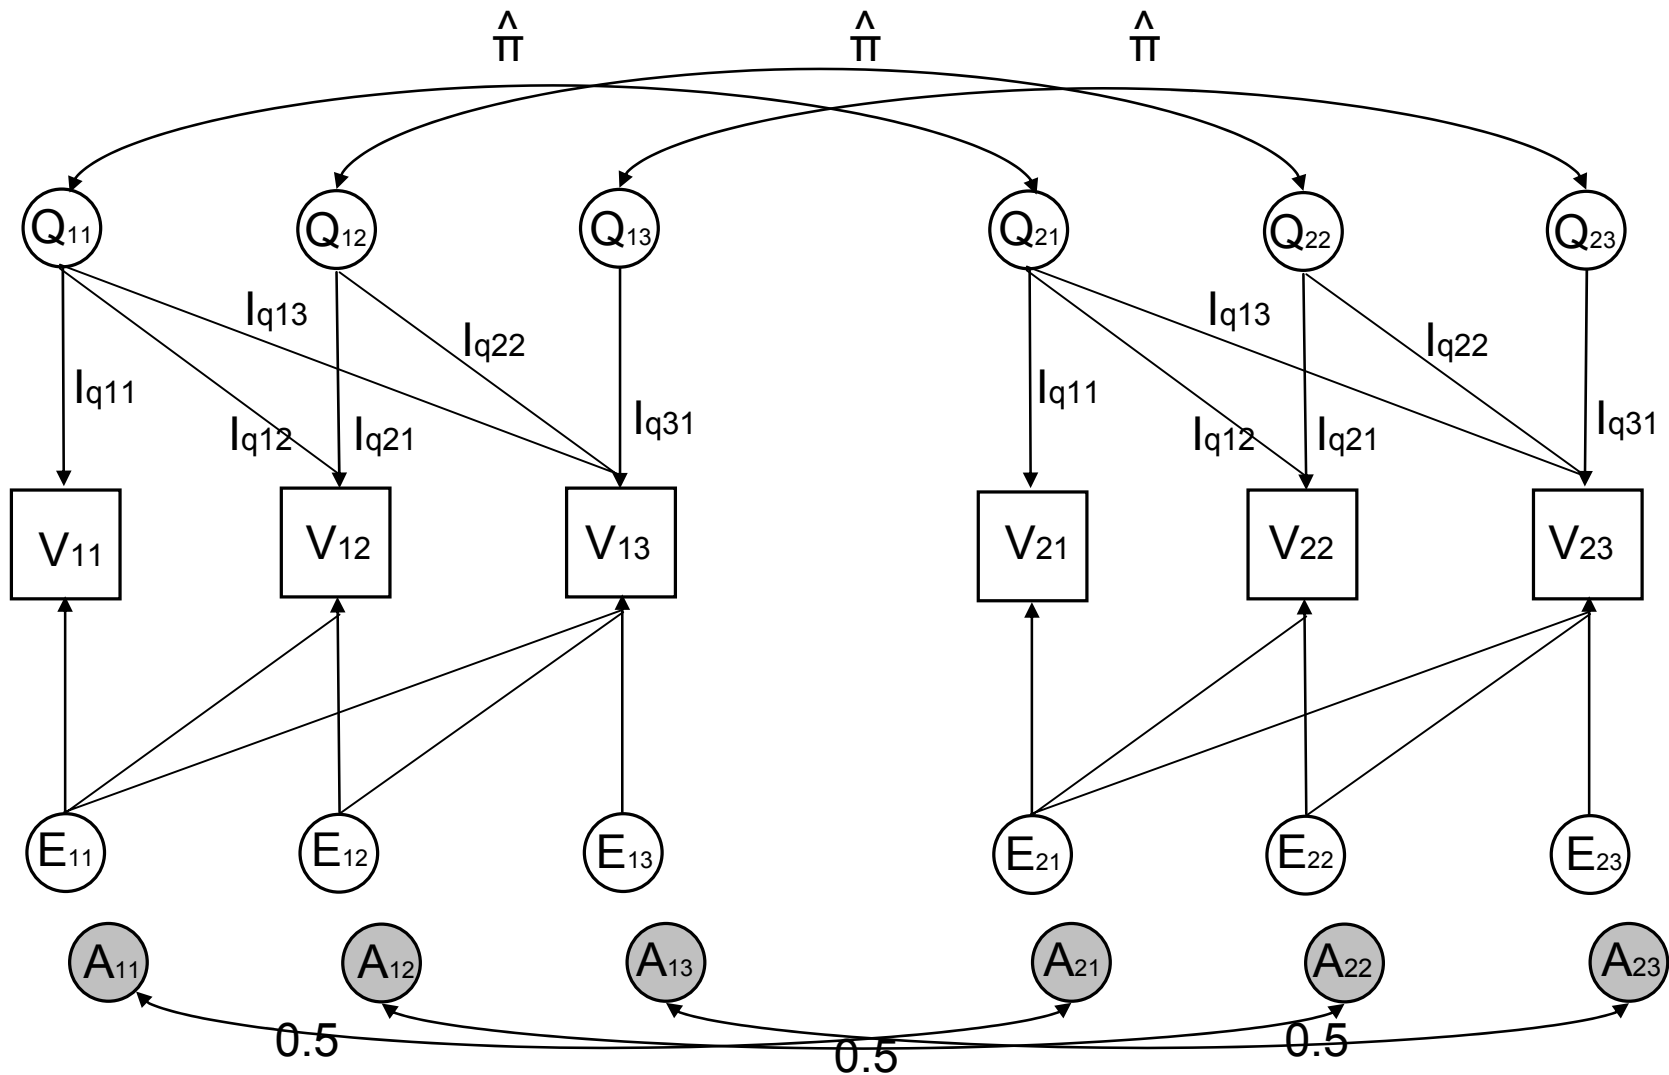 π̂ π̂ π̂
Q11 Q12 Q13 Q21 Q22 Q23
lq13 lq22 lq13 lq22
lq11 lq12 lq21 lq31 lq11 lq12 lq21 lq31
V11 V12 V13 V21 V22 V23
E11 E12 E13 E21 E22 E23
A11 A12 A13 A21 A22 A23
0.5 0.5 0.5